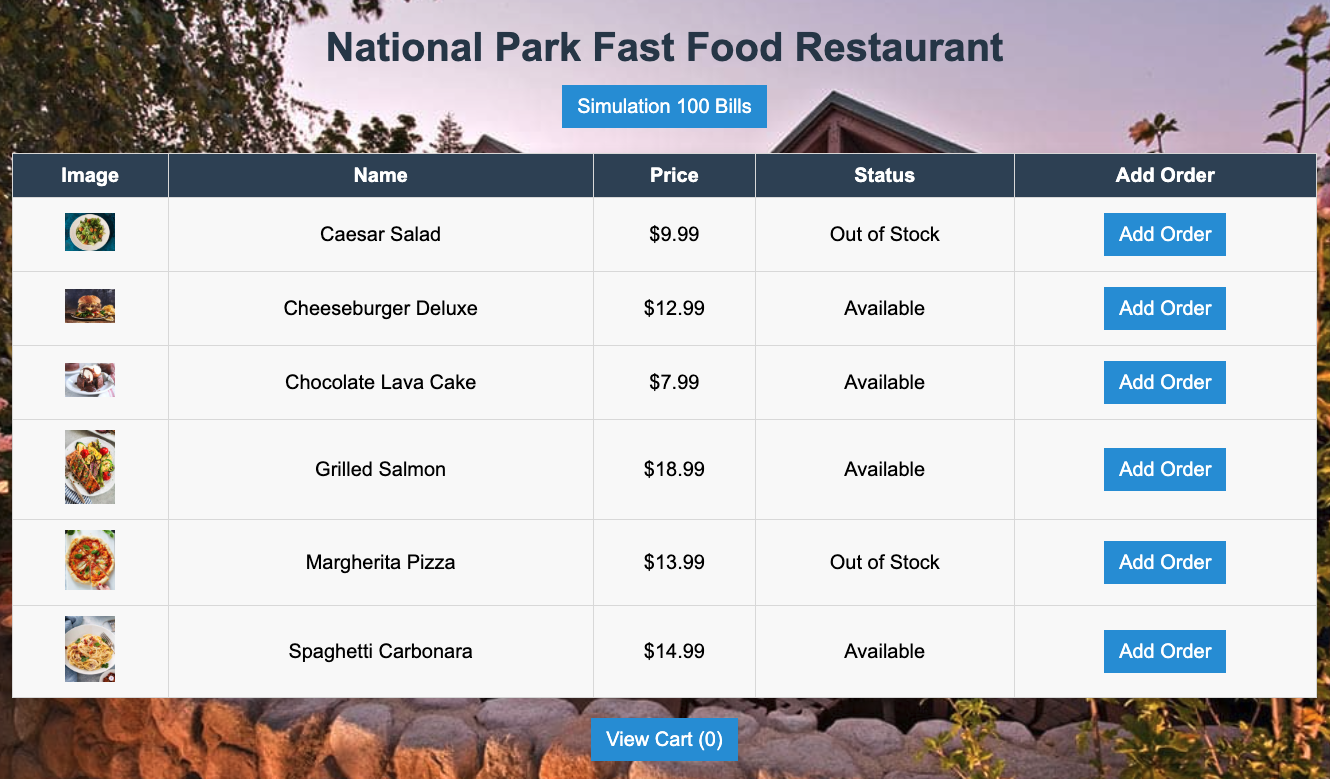 National Park Fast Food Restaurant
Simulation 100 Bills
Image Name Price Status Add Order
Caesar Salad $9.99 Out of Stock Add Order
Cheeseburger Deluxe $12.99 Available Add Order
Chocolate Lava Cake $7.99 Available Add Order
Grilled Salmon $18.99 Available Add Order
Margherita Pizza $13.99 Out of Stock Add Order
Spaghetti Carbonara $14.99 Available Add Order
View Cart (0)